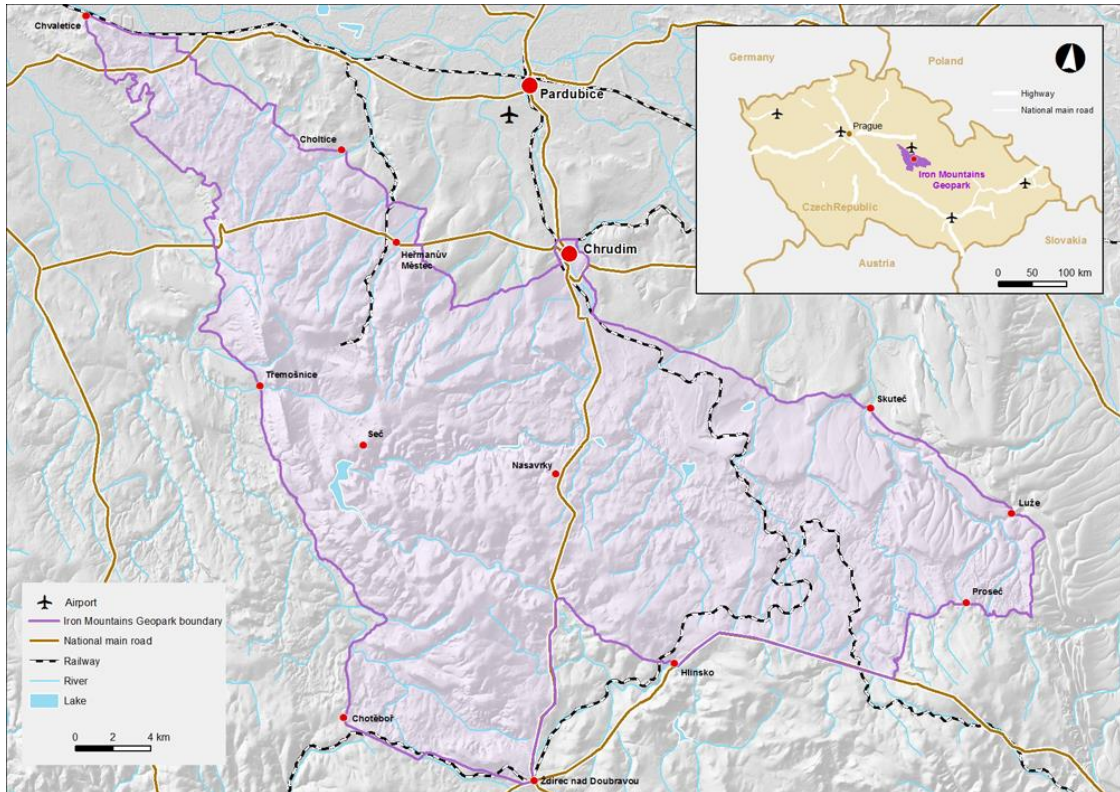 Chvaletice
Pardubice
Choltice
Heřmanův
Městec
Chrudim
Třemošnice
Seč
Nasavrky
Skuteč
Luže
Proseč
Hlinsko
Chotěboř
Ždírec nad Doubravou
Germany
Poland
Highway
National main road
Prague
Iron Mountains
Geopark
CzechRepublic
Slovakia
Austria
0 50 100 km
Airport
Iron Mountains Geopark boundary
National main road
Railway
River
Lake
0 2 4 km